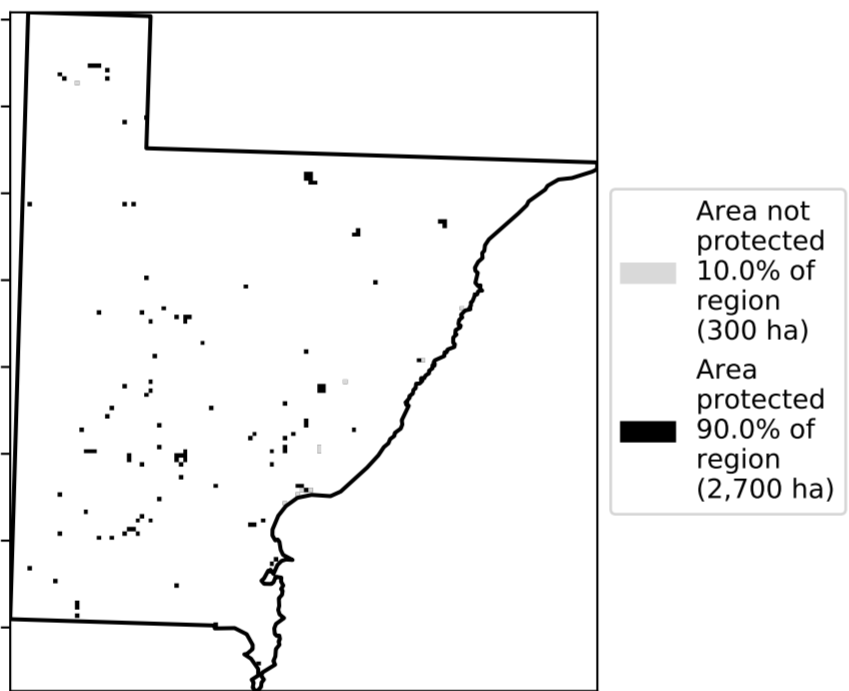 Area not
protected
10.0% of
region
(300 ha)
Area
protected
90.0% of
region
(2,700 ha)